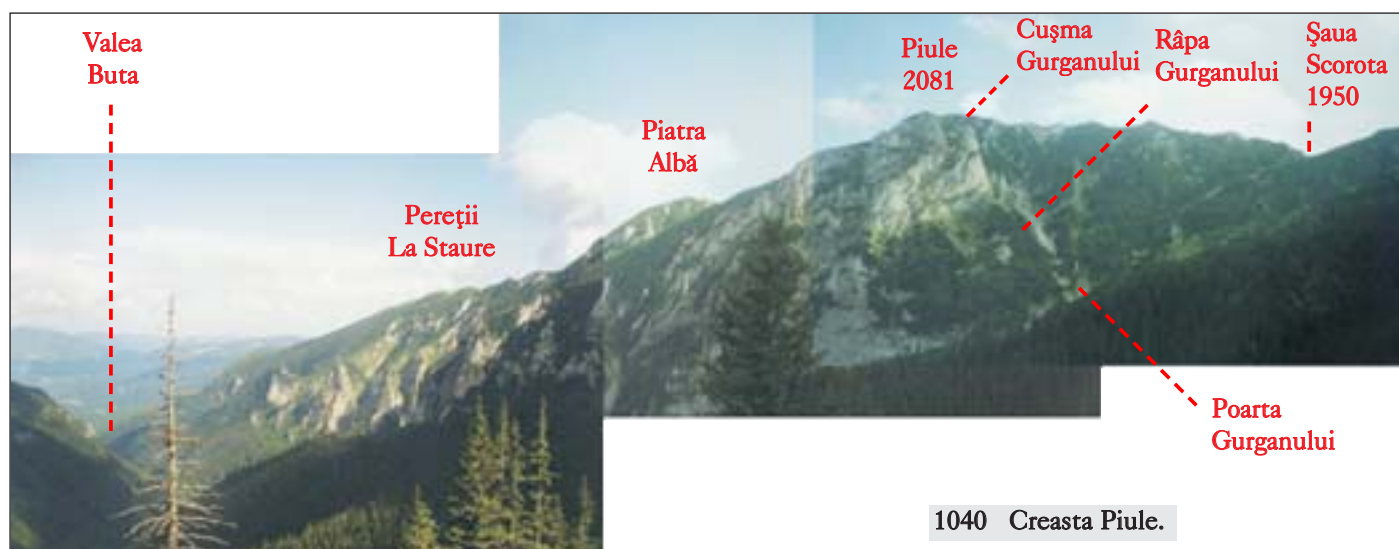 Valea
Buta
Pereţii
La Staure
Piatra
Albă
Piule
2081
Cuşma
Gurganului
Râpa
Gurganului
Şaua
Scorota
1950
Poarta
Gurganului
1040 Creasta Piule.